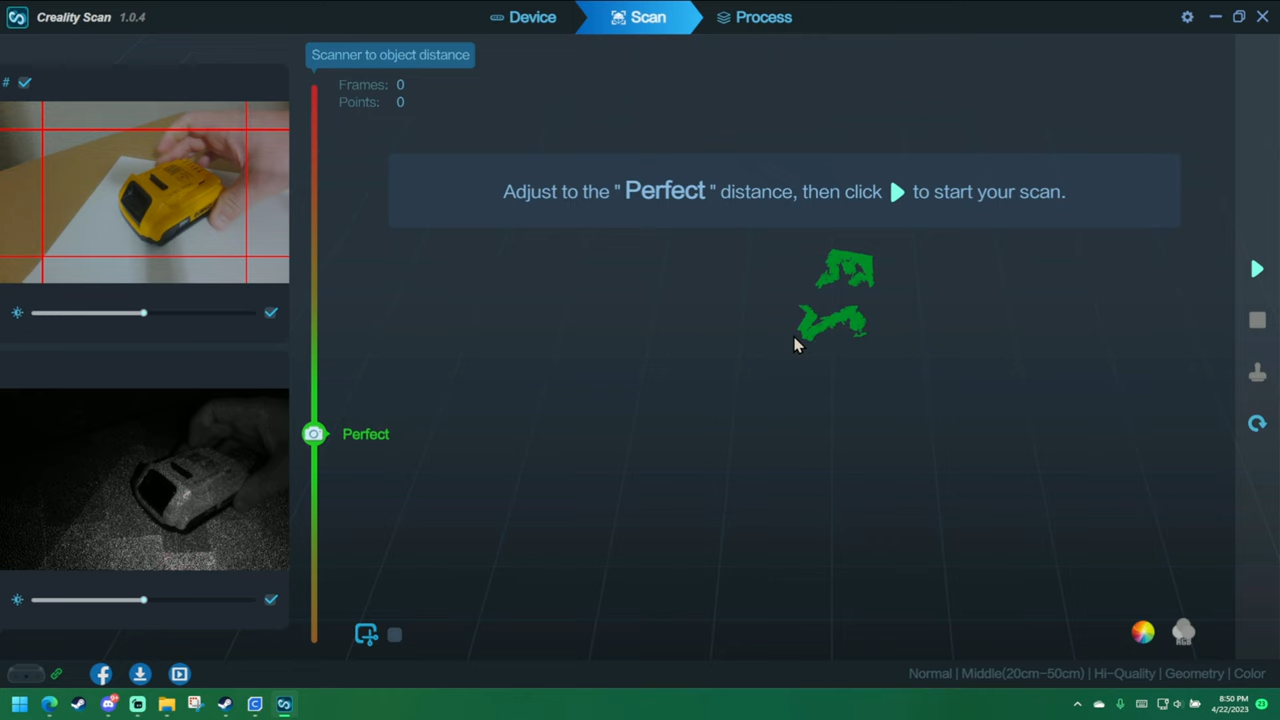 Creality Scan 1.0.4
Device
Scan
Process
Scanner to object distance
#
Frames: 0
Points: 0
Adjust to the " Perfect " distance, then click to start your scan.
Perfect
Normal | Middle(20cm-50cm) | Hi-Quality | Geometry | Color
8:50 PM
4/22/2023
23